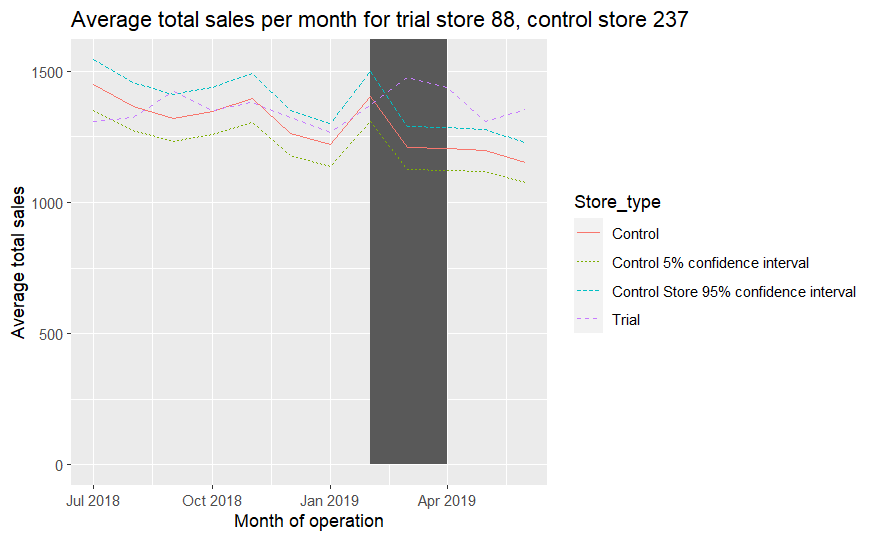 Average total sales per month for trial store 88, control store 237
1500
1000
500
0
Average total sales
Jul 2018
Oct 2018
Jan 2019
Apr 2019
Month of operation
Store_type
Control
Control 5% confidence interval
Control Store 95% confidence interval
Trial